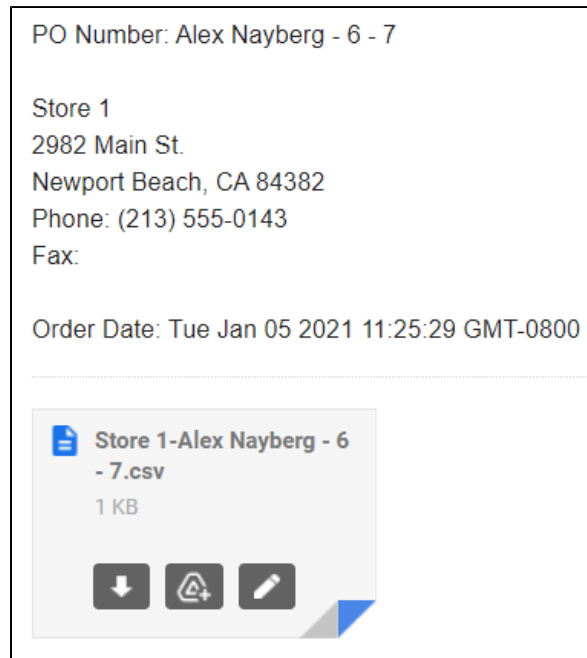 PO Number: Alex Nayberg - 6 - 7
Store 1
2982 Main St.
Newport Beach, CA 84382
Phone: (213) 555-0143
Fax:
Order Date: Tue Jan 05 2021 11:25:29 GMT-0800
Store 1-Alex Nayberg - 6
- 7.csv
1 KB